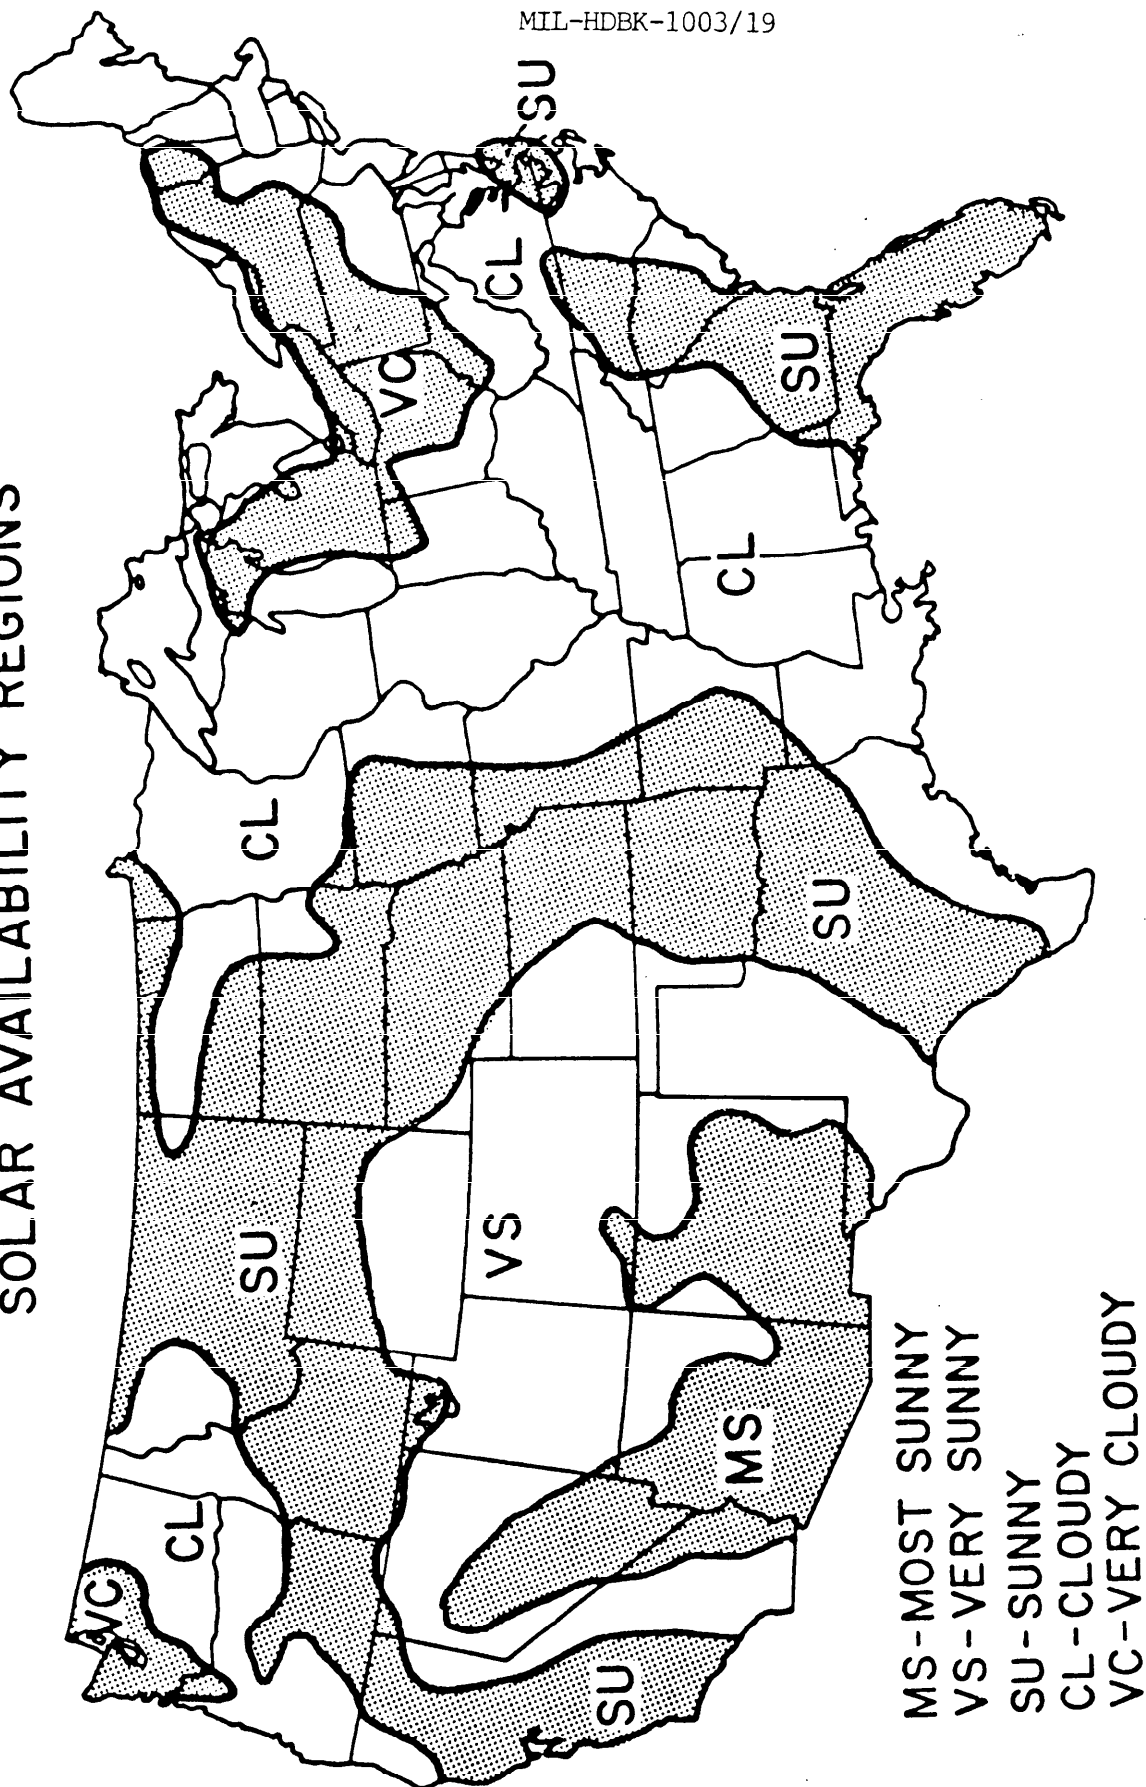 MIL-HDBK-1003/19
SOLAR AVAILABILITY REGIONS
VC
CL
SU
CL
VC
CL
SU
SU
VS
MS
SU
CL
SU
MS-MOST SUNNY
VS-VERY SUNNY
SU-SUNNY
CL-CLOUDY
VC-VERY CLOUDY